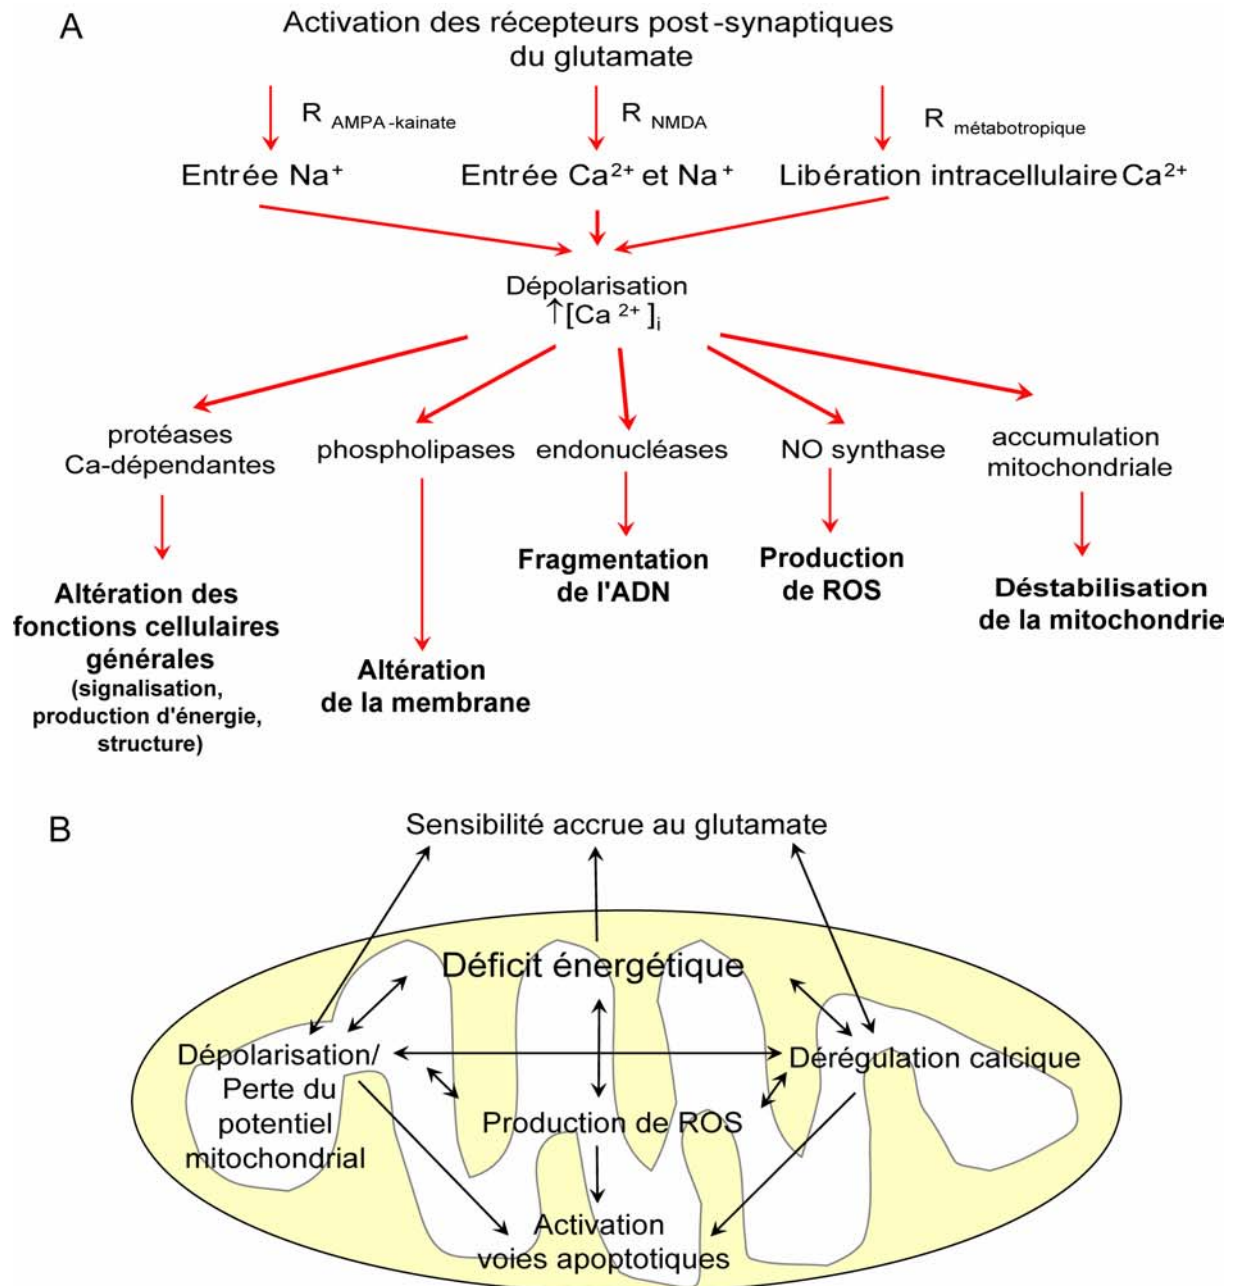 A
Activation des récepteurs post-synaptiques
du glutamate
R AMPA-kainate
R NMDA
R métabotropique
Entrée Na⁺
Entrée Ca²⁺ et Na⁺
Libération intracellulaire Ca²⁺
Dépolarisation
↑[Ca ²⁺ ]ᵢ
protéases
Ca-dépendantes
phospholipases
endonucléases
NO synthase
accumulation
mitochondriale
Altération des
fonctions cellulaires
générales
(signalisation,
production d'énergie,
structure)
Altération
de la membrane
Fragmentation
de l'ADN
Production
de ROS
Déstabilisation
de la mitochondrie
B
Sensibilité accrue au glutamate
Déficit énergétique
Dépolarisation/
Perte du
potentiel
mitochondrial
Dérégulation calcique
Production de ROS
Activation
voies apoptotiques